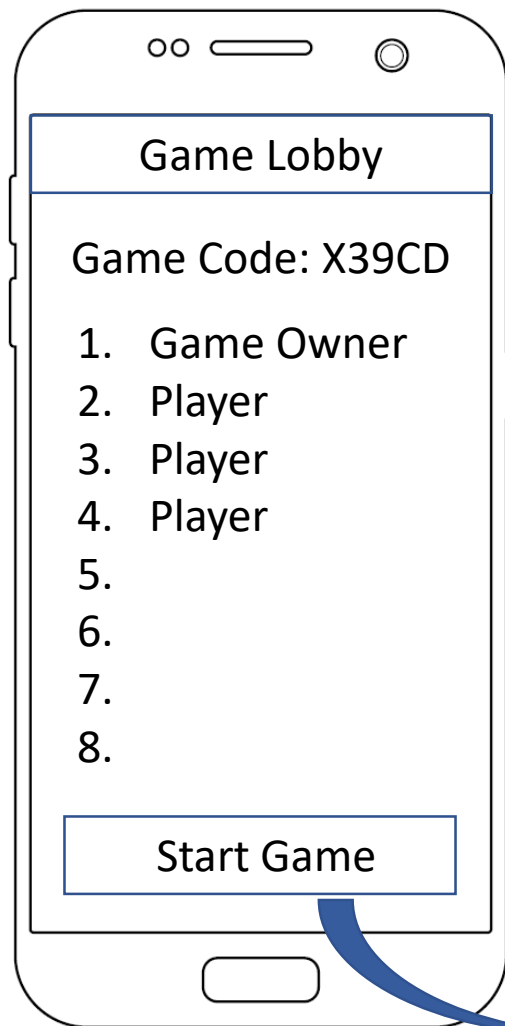 Game Lobby
Game Code: X39CD
1. Game Owner
2. Player
3. Player
4. Player
5.
6.
7.
8.
Start Game